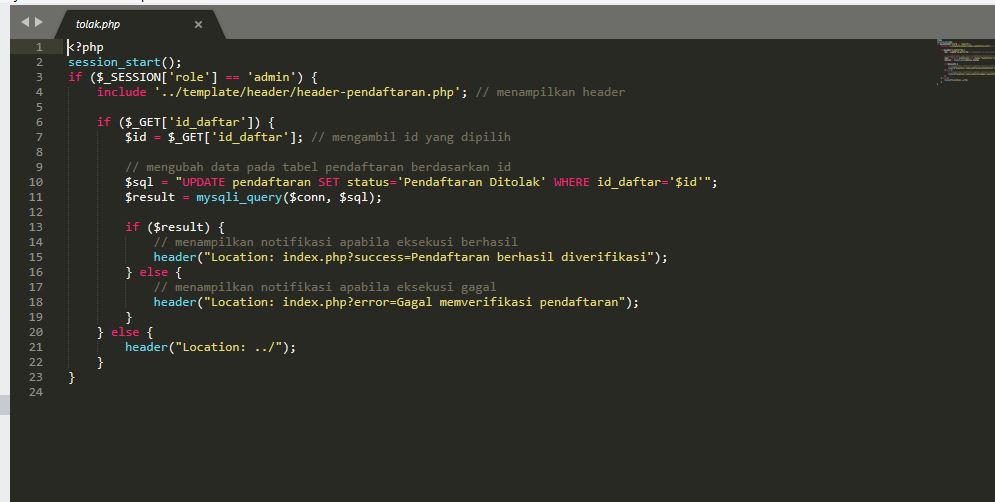 tolak.php
1 <?php
2 session_start();
3 if ($_SESSION['role'] == 'admin') {
4     include '../template/header/header-pendaftaran.php'; // menampilkan header
5
6     if ($_GET['id_daftar']) {
7         $id = $_GET['id_daftar']; // mengambil id yang dipilih
8
9         // mengubah data pada tabel pendaftaran berdasarkan id
10         $sql = "UPDATE pendaftaran SET status='Pendaftaran Ditolak' WHERE id_daftar='$id'";
11         $result = mysqli_query($conn, $sql);
12
13         if ($result) {
14             // menampilkan notifikasi apabila eksekusi berhasil
15             header("Location: index.php?success=Pendaftaran berhasil diverifikasi");
16         } else {
17             // menampilkan notifikasi apabila eksekusi gagal
18             header("Location: index.php?error=Gagal memverifikasi pendaftaran");
19         }
20     } else {
21         header("Location: ../");
22     }
23 }
24